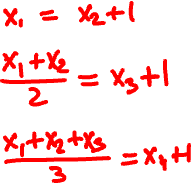 x₁ = x₂+1
(x₁+x₂)/2 = x₃+1
(x₁+x₂+x₃)/3 = x₄+1